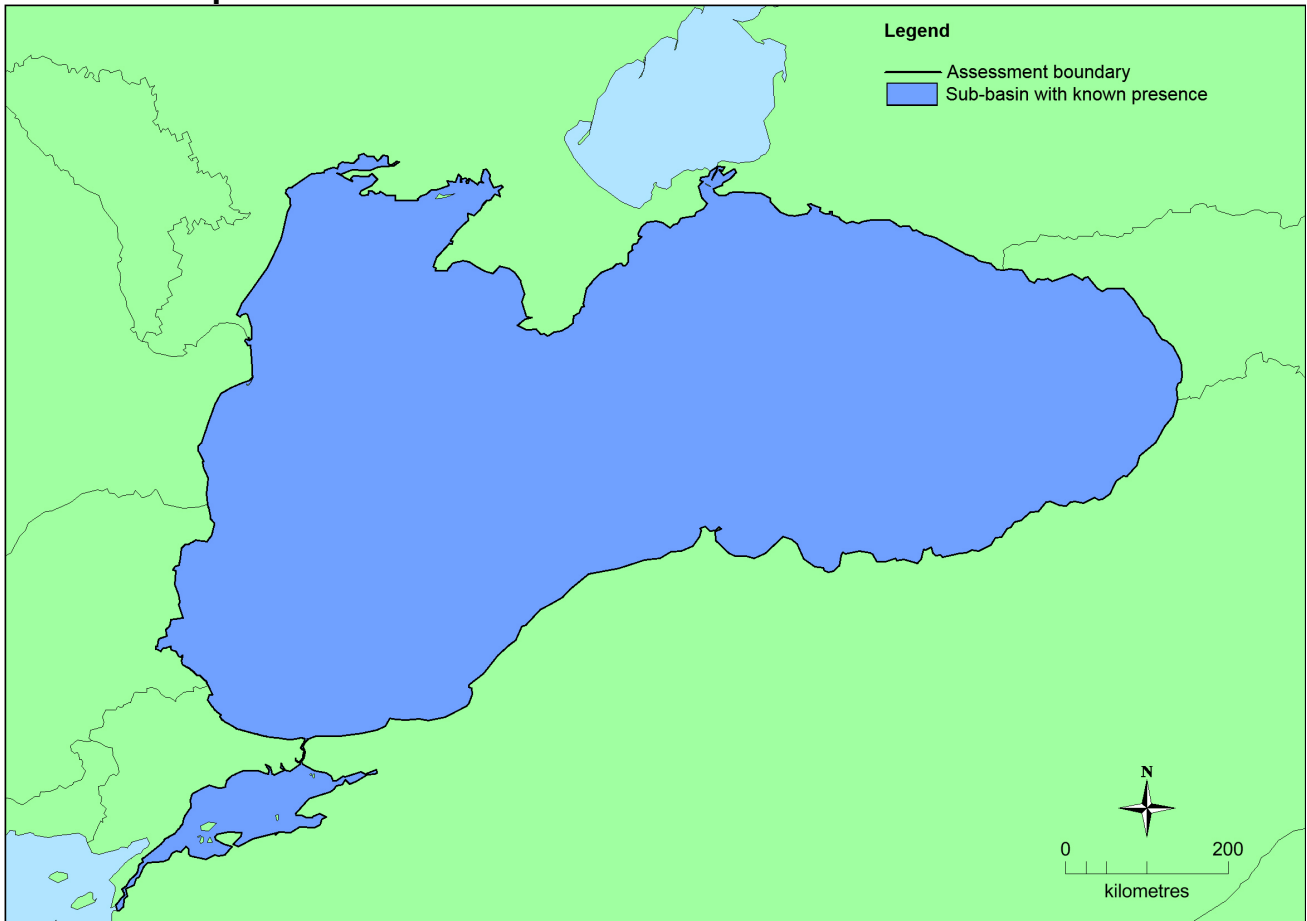 Legend
Assessment boundary
Sub-basin with known presence
N
0 200
kilometres